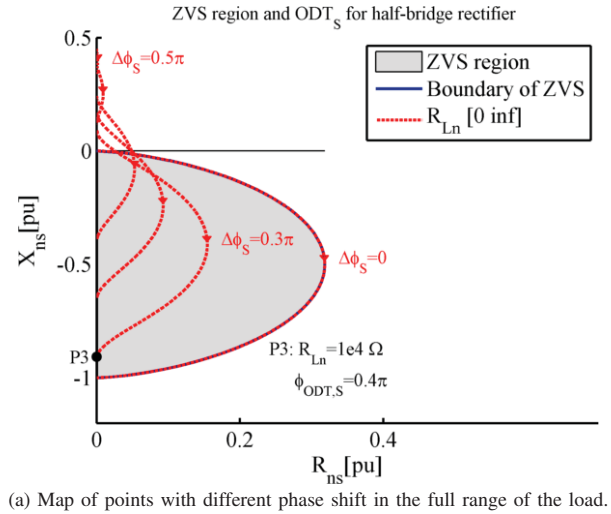 ZVS region and ODT_S for half-bridge rectifier
0.5
0
-0.5
-1
X_ns[pu]
Δϕ_S=0.5π
Δϕ_S=0.3π
Δϕ_S=0
ZVS region
Boundary of ZVS
R_Ln [0 inf]
P3
P3: R_Ln=1e4 Ω
ϕ_ODT,S=0.4π
0
0.2
0.4
R_ns[pu]
(a) Map of points with different phase shift in the full range of the load.